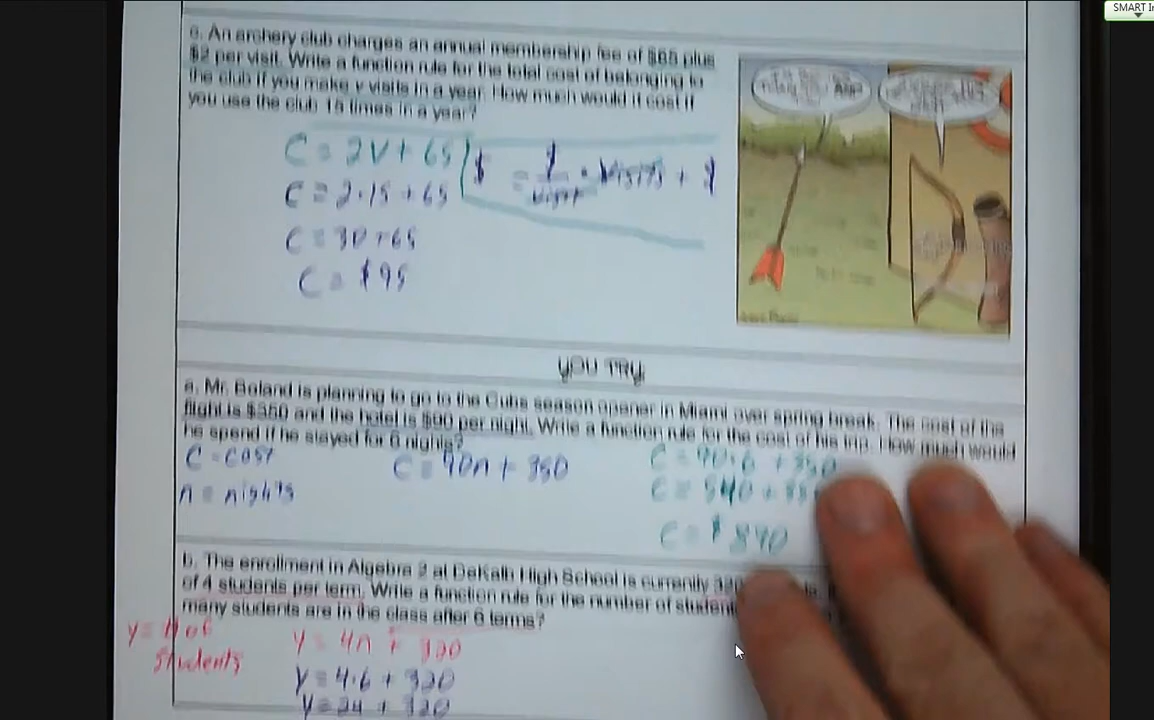 SMART In
c. An archery club charges an annual membership fee of $65 plus
$2 per visit. Write a function rule for the total cost of belonging to
the club if you make v visits in a year. How much would it cost if
you use the club 15 times in a year?
C = 2V + 65
$ = $/visit • visits + $
C = 2·15 + 65
C = 30 + 65
C = $95
YOU TRY
a. Mr. Boland is planning to go to the Cubs season opener in Miami over spring break. The cost of the
flight is $350 and the hotel is $90 per night. Write a function rule for the cost of his trip. How much would
he spend if he stayed for 6 nights?
C = cost
C = 90n + 350
C = 90·6 + 350
n = nights
C = 540 + 35
C = $890
b. The enrollment in Algebra 2 at DeKalb High School is currently 320
of 4 students per term. Write a function rule for the number of student
many students are in the class after 6 terms?
y = # of
students
y = 4n + 320
y = 4·6 + 320
y = 24 + 320